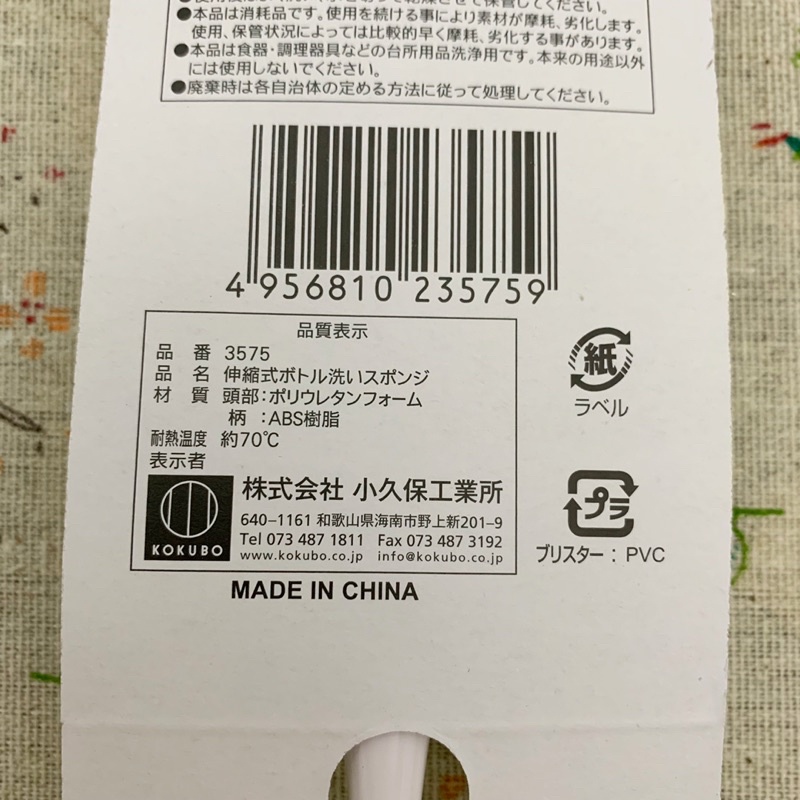 ●本品は消耗品です。使用を続ける事により素材が摩耗、劣化します。
使用、保管状況によっては比較的早く摩耗、劣化する事があります。
●本品は食器・調理器具などの台所用品洗浄用です。本来の用途以外
には使用しないでください。
●廃棄時は各自治体の定める方法に従って処理してください。
4 956810 235759
品質表示
品 番 3575
品 名 伸縮式ボトル洗いスポンジ
材 質 頭部:ポリウレタンフォーム
柄 :ABS樹脂
耐熱温度 約70℃
表示者
KOKUBO
株式会社 小久保工業所
640-1161 和歌山県海南市野上新201-9
Tel 073 487 1811 Fax 073 487 3192
www.kokubo.co.jp info@kokubo.co.jp
MADE IN CHINA
紙
ラベル
プラ
ブリスター: PVC